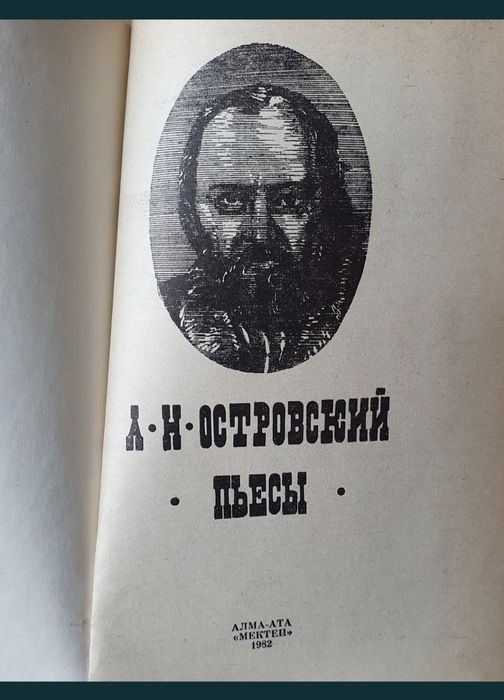 А·Н·ОСТРОВСКИЙ
· ПЬЕСЫ ·
АЛМА-АТА
«МЕКТЕП»
1982